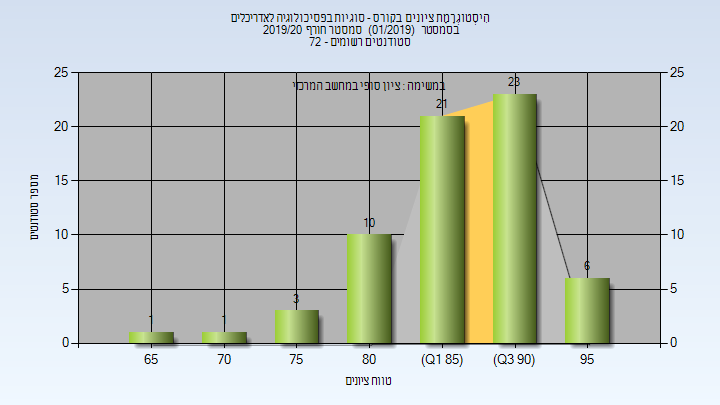 היסטוגרמת ציונים בקורס - סוגיות בפסיכולוגיה לאדריכלים
בסמסטר (01/2019) סמסטר חורף 2019/20
סטודנטים רשומים - 72
במשימה : ציון סופי במחשב המרכזי
25 25
20 20
15 15
10 10
5 5
0 0
1 1 3 10 21 23 6
65 70 75 80 (Q1 85) (Q3 90) 95
מספר סטודנטים
טווח ציונים